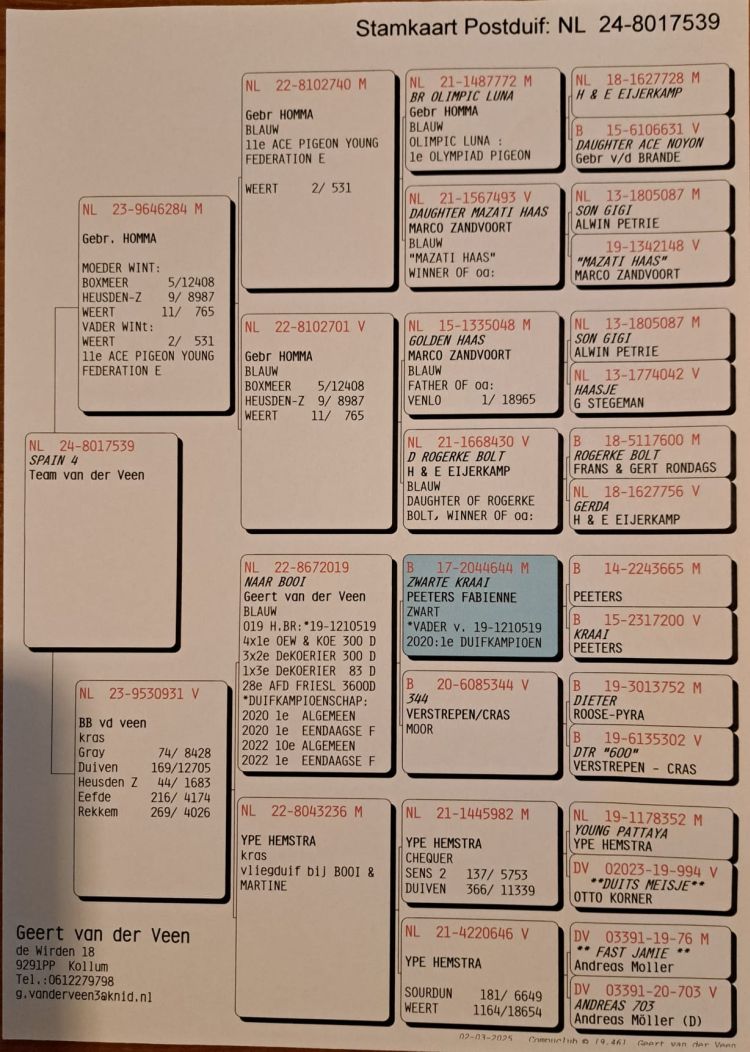 Stamkaart Postduif: NL 24-8017539
NL 24-8017539
SPAIN 4
Team van der Veen
NL 23-9646284 M
Gebr. HOMMA
MOEDER WINT:
BOXMEER 5/12408
HEUSDEN-Z 9/ 8987
WEERT 11/ 765
VADER WINt:
WEERT 2/ 531
11e ACE PIGEON YOUNG
FEDERATION E
NL 23-9530931 V
BB vd veen
kras
Gray 74/ 8428
Duiven 169/12705
Heusden Z 44/ 1683
Eefde 216/ 4174
Rekkem 269/ 4026
NL 22-8102740 M
Gebr HOMMA
BLAUW
11e ACE PIGEON YOUNG
FEDERATION E
WEERT 2/ 531
NL 22-8102701 V
Gebr HOMMA
BLAUW
BOXMEER 5/12408
HEUSDEN-Z 9/ 8987
WEERT 11/ 765
NL 22-8672019
NAAR BOOI
Geert van der Veen
BLAUW
019 H.BR:*19-1210519
4x1e OEW & KOE 300 D
3x2e DeKOERIER 300 D
1x3e DeKOERIER 83 D
28e AFD FRIESL 3600D
*DUIFKAMPIOENSCHAP:
2020 1e ALGEMEEN
2020 1e EENDAAGSE F
2022 10e ALGEMEEN
2022 1e EENDAAGSE F
NL 22-8043236 M
YPE HEMSTRA
kras
vliegduif bij BOOI &
MARTINE
NL 21-1487772 M
BR OLIMPIC LUNA
Gebr HOMMA
BLAUW
OLIMPIC LUNA :
1e OLYMPIAD PIGEON
NL 21-1567493 V
DAUGHTER MAZATI HAAS
MARCO ZANDVOORT
BLAUW
"MAZATI HAAS"
WINNER OF oa:
NL 15-1335048 M
GOLDEN HAAS
MARCO ZANDVOORT
BLAUW
FATHER OF oa:
VENLO 1/ 18965
NL 21-1668430 V
D ROGERKE BOLT
H & E EIJERKAMP
BLAUW
DAUGHTER OF ROGERKE
BOLT, WINNER OF oa:
B 17-2044644 M
ZWARTE KRAAI
PEETERS FABIENNE
ZWART
*VADER v. 19-1210519
2020:1e DUIFKAMPIOEN
B 20-6085344 V
344
VERSTREPEN/CRAS
MOOR
NL 21-1445982 M
YPE HEMSTRA
CHEQUER
SENS 2 137/ 5753
DUIVEN 366/ 11339
NL 21-4220646 V
YPE HEMSTRA
SOURDUN 181/ 6649
WEERT 1164/18654
NL 18-1627728 M
H & E EIJERKAMP
B 15-6106631 V
DAUGHTER ACE NOYON
Gebr v/d BRANDE
NL 13-1805087 M
SON GIGI
ALWIN PETRIE
19-1342148 V
"MAZATI HAAS"
MARCO ZANDVOORT
NL 13-1805087 M
SON GIGI
ALWIN PETRIE
NL 13-1774042 V
HAASJE
G STEGEMAN
B 18-5117600 M
ROGERKE BOLT
FRANS & GERT RONDAGS
NL 18-1627756 V
GERDA
H & E EIJERKAMP
B 14-2243665 M
PEETERS
B 15-2317200 V
KRAAI
PEETERS
B 19-3013752 M
DIETER
ROOSE-PYRA
B 19-6135302 V
DTR "600"
VERSTREPEN - CRAS
NL 19-1178352 M
YOUNG PATTAYA
YPE HEMSTRA
DV 02023-19-994 V
**DUITS MEISJE**
OTTO KORNER
DV 03391-19-76 M
** FAST JAMIE **
Andreas Moller
DV 03391-20-703 V
ANDREAS 703
Andreas Möller (D)
Geert van der Veen
de Wirden 18
9291PP Kollum
Tel.:0612279798
g.vanderveen3@knid.nl
02-03-2025 Compuclub © [9.46] Geert van der Veen